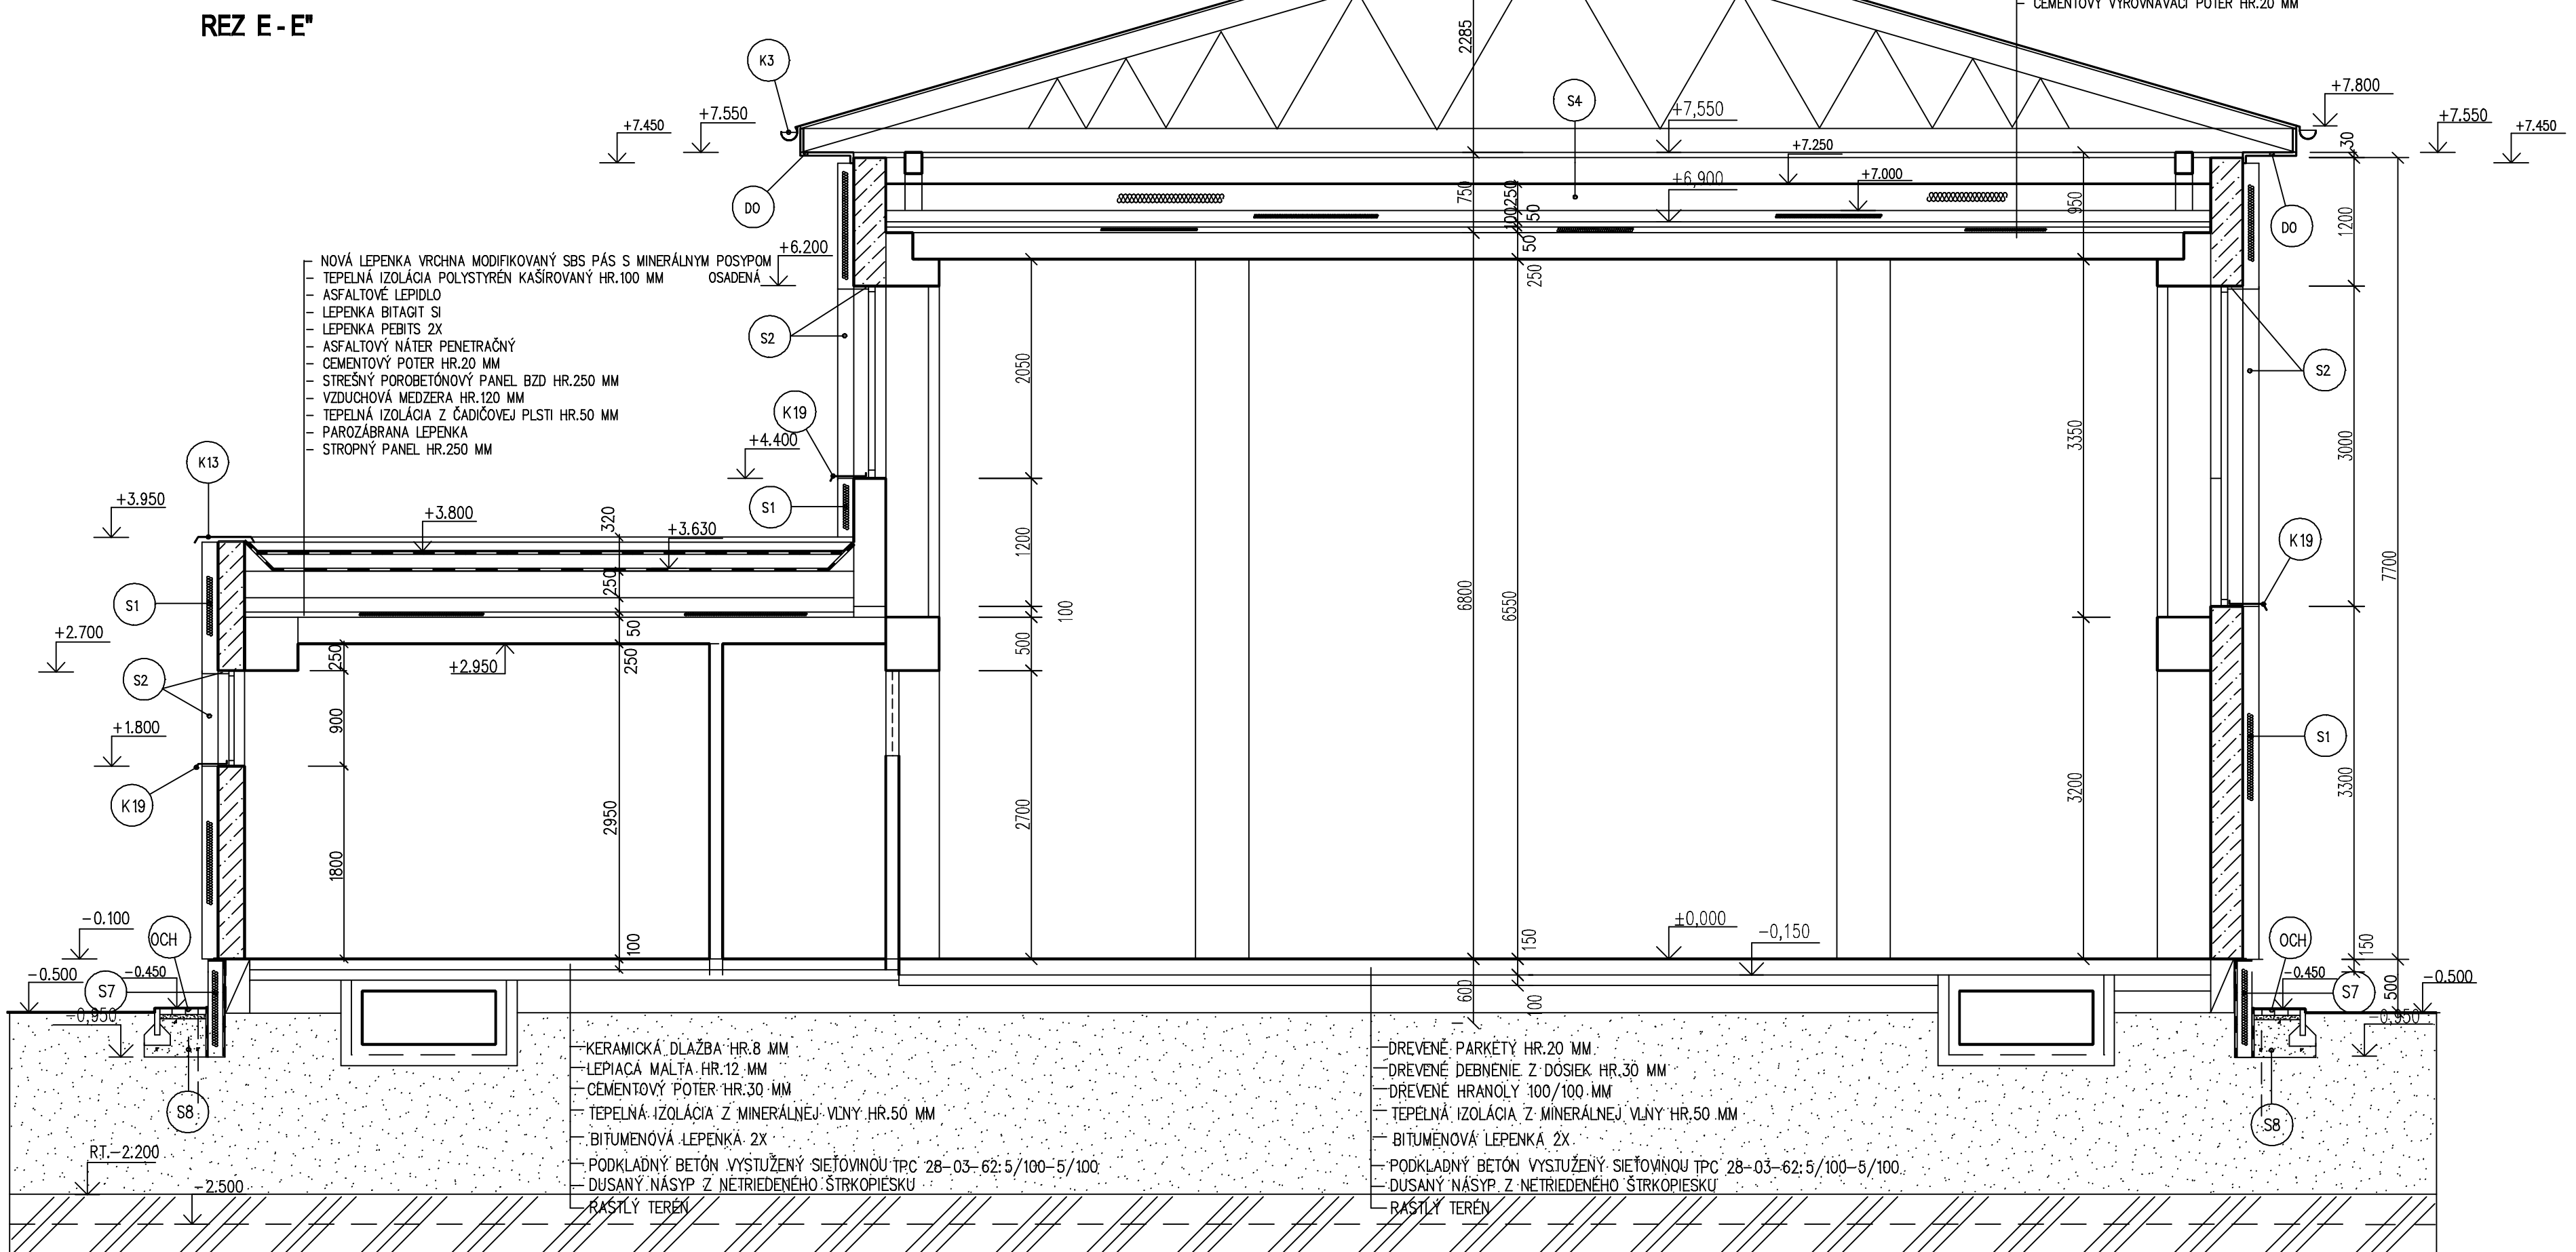 REZ E - E"
CEMENTOVÝ VYROVNÁVACÍ POTER HR.20 MM
K3
2285
S4
+7,550
+7.800
+7.550
+7.450
+7.550
+7.450
30
+7.250
+6,900
+7.000
DO
750
250
100
50
50
250
950
1200
DO
+6.200
NOVÁ LEPENKA VRCHNA MODIFIKOVANÝ SBS PÁS S MINERÁLNYM POSYPOM
TEPELNÁ IZOLÁCIA POLYSTYRÉN KAŠÍROVANÝ HR.100 MM OSADENÁ
ASFALTOVÉ LEPIDLO
LEPENKA BITAGIT SI
LEPENKA PEBITS 2X
ASFALTOVÝ NÁTER PENETRAČNÝ
CEMENTOVÝ POTER HR.20 MM
STREŠNÝ POROBETÓNOVÝ PANEL BZD HR.250 MM
VZDUCHOVÁ MEDZERA HR.120 MM
TEPELNÁ IZOLÁCIA Z ČADIČOVEJ PLSTI HR.50 MM
PAROZÁBRANA LEPENKA
STROPNÝ PANEL HR.250 MM
S2
S2
2050
K19
+4.400
3350
3000
K13
S1
+3.950
+3.800
320
+3.630
1200
K19
7700
S1
250
6800
6550
100
+2.700
50
250
250
500
+2.950
S2
+1.800
900
S1
K19
2950
2700
3200
3300
1800
-0.100
OCH
100
±0,000
-0,150
150
OCH
150
-0.500
-0.450
S7
-0,950
600
100
-0.450
-0.500
S7
500
-0,950
KERAMICKÁ DLAŽBA HR.8 MM
LEPIACA MALTA HR.12 MM
CEMENTOVÝ POTER HR.30 MM
TEPELNÁ IZOLÁCIA Z MINERÁLNEJ VLNY HR.50 MM
BITUMENOVÁ LEPENKA 2X
PODKLADNÝ BETÓN VYSTUŽENÝ SIEŤOVINOU TPC 28-03-62:5/100-5/100
DUSANÝ NÁSYP Z NETRIEDENÉHO ŠTRKOPIESKU
RASTLÝ TERÉN
DREVENÉ PARKETY HR.20 MM
DREVENÉ DEBNENIE Z DOSIEK HR.30 MM
DREVENÉ HRANOLY 100/100 MM
TEPELNÁ IZOLÁCIA Z MINERÁLNEJ VLNY HR.50 MM
BITUMENOVÁ LEPENKA 2X
PODKLADNÝ BETÓN VYSTUŽENÝ SIEŤOVINOU TPC 28-03-62:5/100-5/100
DUSANÝ NÁSYP Z NETRIEDENÉHO ŠTRKOPIESKU
RASTLÝ TERÉN
S8
S8
RT.-2.200
-2.500